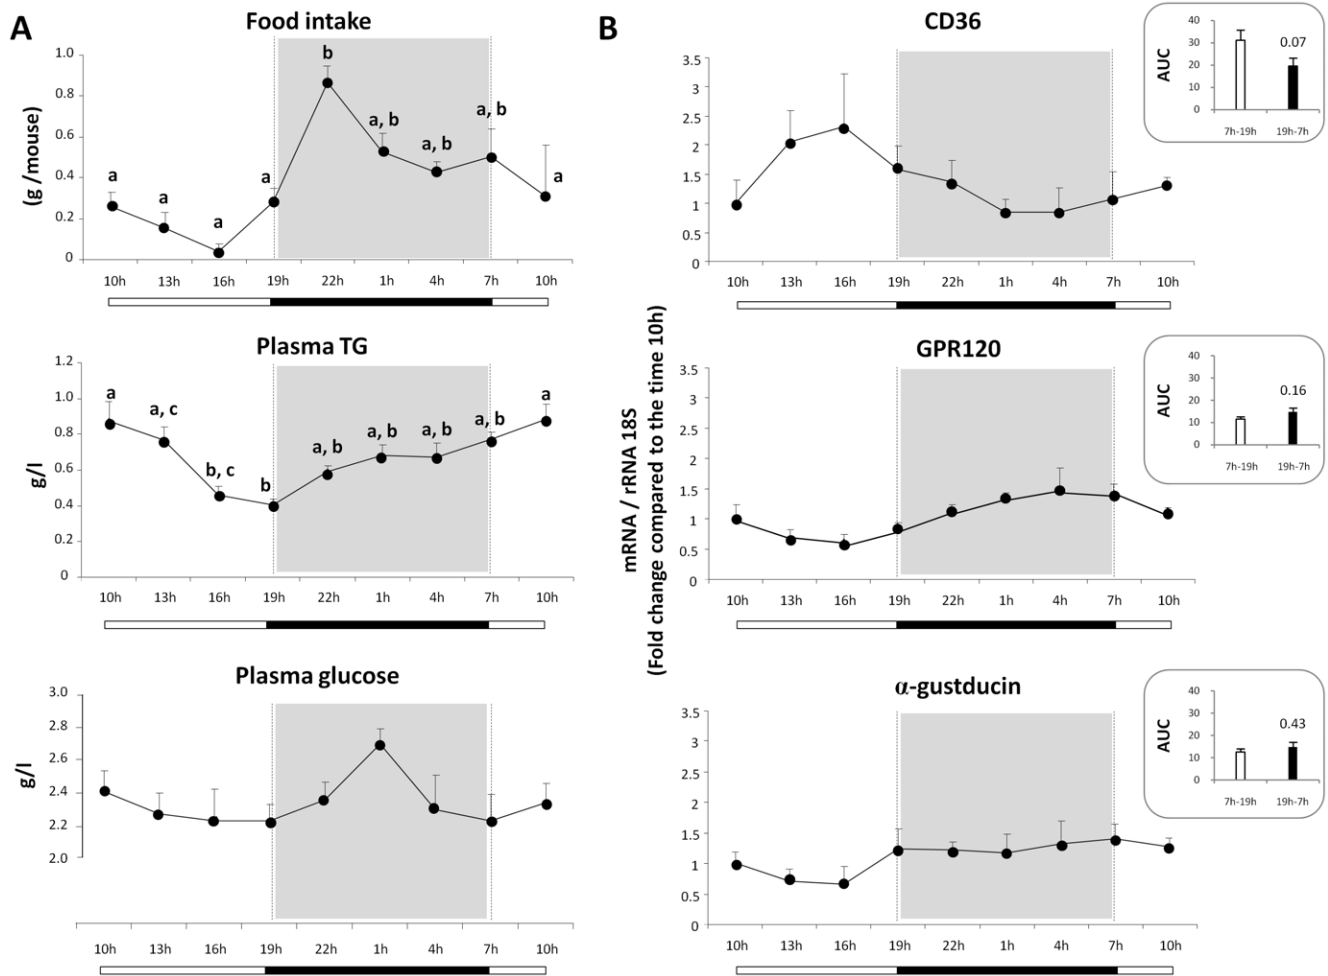 A
Food intake
(g /mouse)
1.0
0.8
0.6
0.4
0.2
0
a
a
a
a
b
a, b
a, b
a, b
a
10h 13h 16h 19h 22h 1h 4h 7h 10h
Plasma TG
g/l
1.2
1.0
0.8
0.6
0.4
0.2
0
a
a, c
b, c
b
a, b
a, b
a, b
a, b
a
10h 13h 16h 19h 22h 1h 4h 7h 10h
Plasma glucose
g/l
3.0
2.8
2.6
2.4
2.2
2.0
10h 13h 16h 19h 22h 1h 4h 7h 10h
B
mRNA / rRNA 18S
(Fold change compared to the time 10h)
CD36
3.5
3
2.5
2
1.5
1
0.5
0
10h 13h 16h 19h 22h 1h 4h 7h 10h
AUC
40
30
20
10
0
0.07
7h-19h 19h-7h
GPR120
3.5
3
2.5
2
1.5
1
0.5
0
10h 13h 16h 19h 22h 1h 4h 7h 10h
AUC
40
30
20
10
0
0.16
7h-19h 19h-7h
α-gustducin
3.5
3
2.5
2
1.5
1
0.5
0
10h 13h 16h 19h 22h 1h 4h 7h 10h
AUC
40
30
20
10
0
0.43
7h-19h 19h-7h